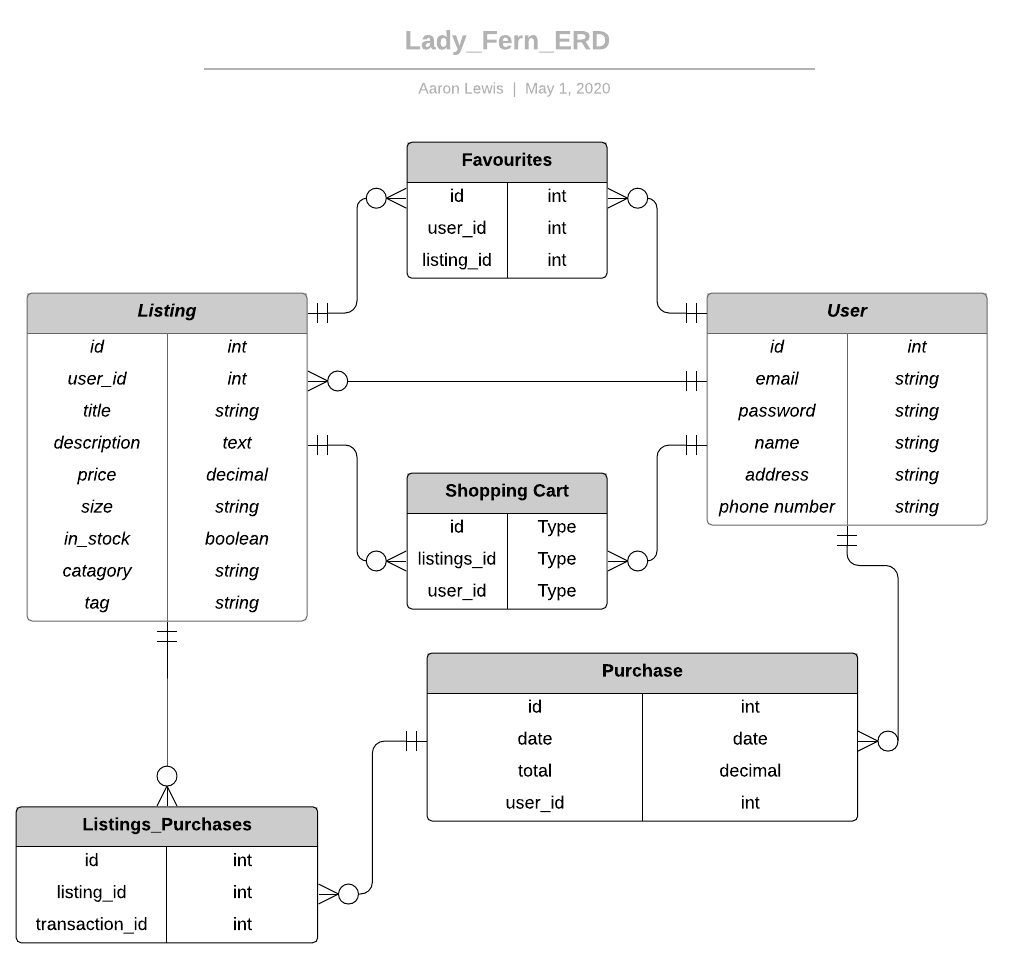 Lady_Fern_ERD
Aaron Lewis | May 1, 2020
Favourites
id int
user_id int
listing_id int
Listing
id int
user_id int
title string
description text
price decimal
size string
in_stock boolean
catagory string
tag string
User
id int
email string
password string
name string
address string
phone number string
Shopping Cart
id Type
listings_id Type
user_id Type
Purchase
id int
date date
total decimal
user_id int
Listings_Purchases
id int
listing_id int
transaction_id int